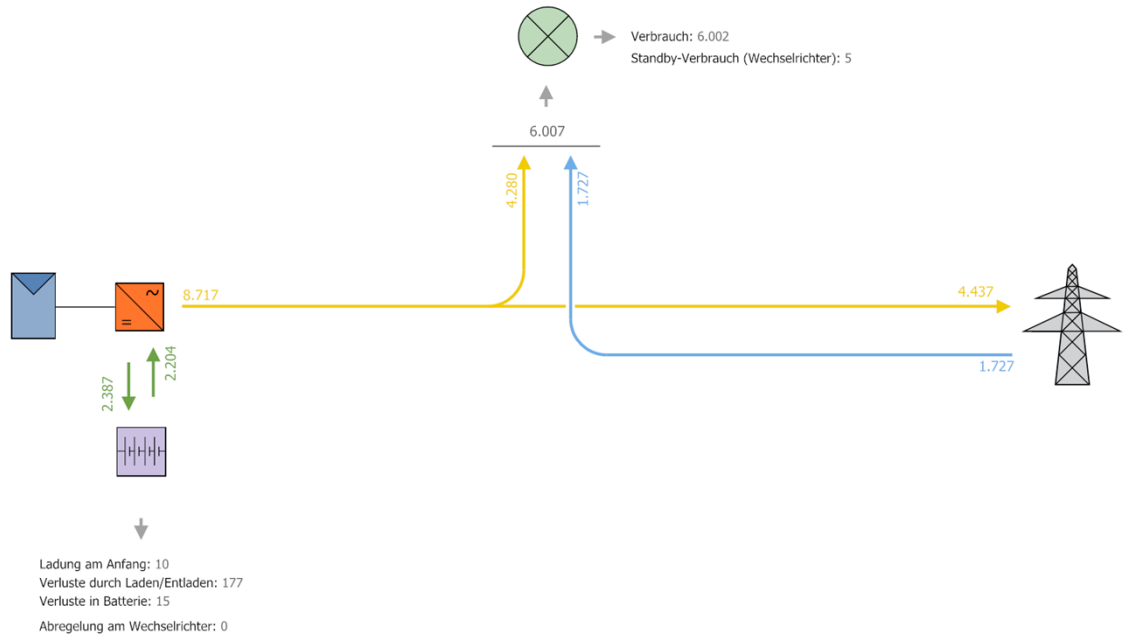 Verbrauch: 6.002
Standby-Verbrauch (Wechselrichter): 5
6.007
4.280
1.727
8.717
4.437
1.727
2.387
2.204
Ladung am Anfang: 10
Verluste durch Laden/Entladen: 177
Verluste in Batterie: 15
Abregelung am Wechselrichter: 0